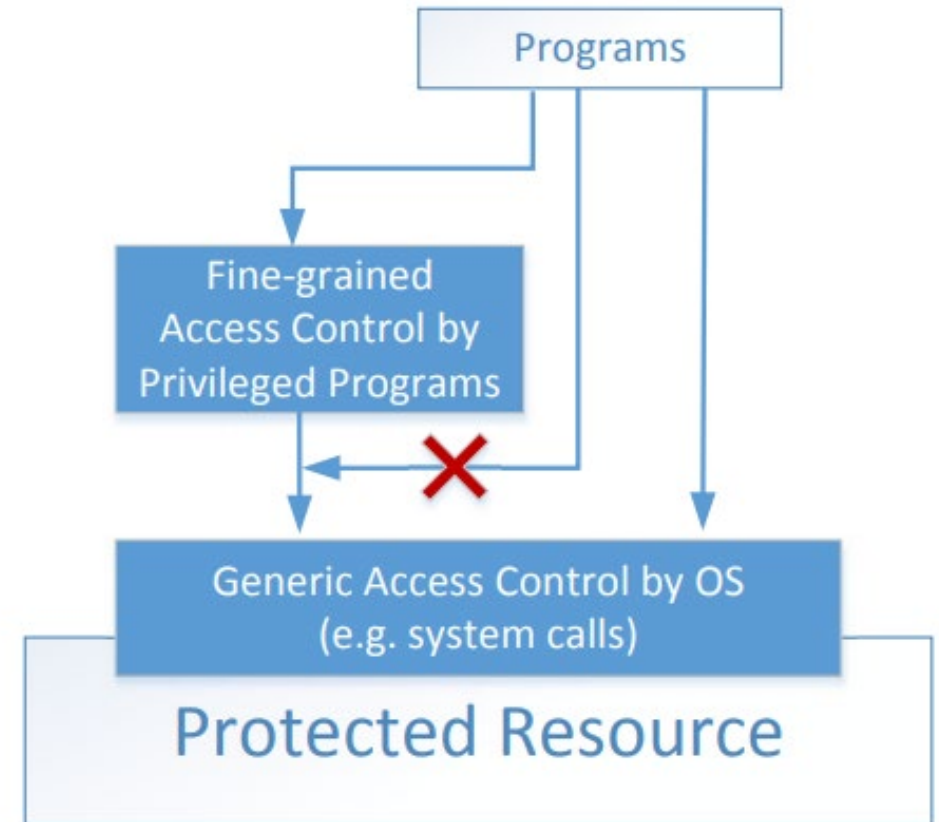 Programs
Fine-grained
Access Control by
Privileged Programs
Generic Access Control by OS
(e.g. system calls)
Protected Resource